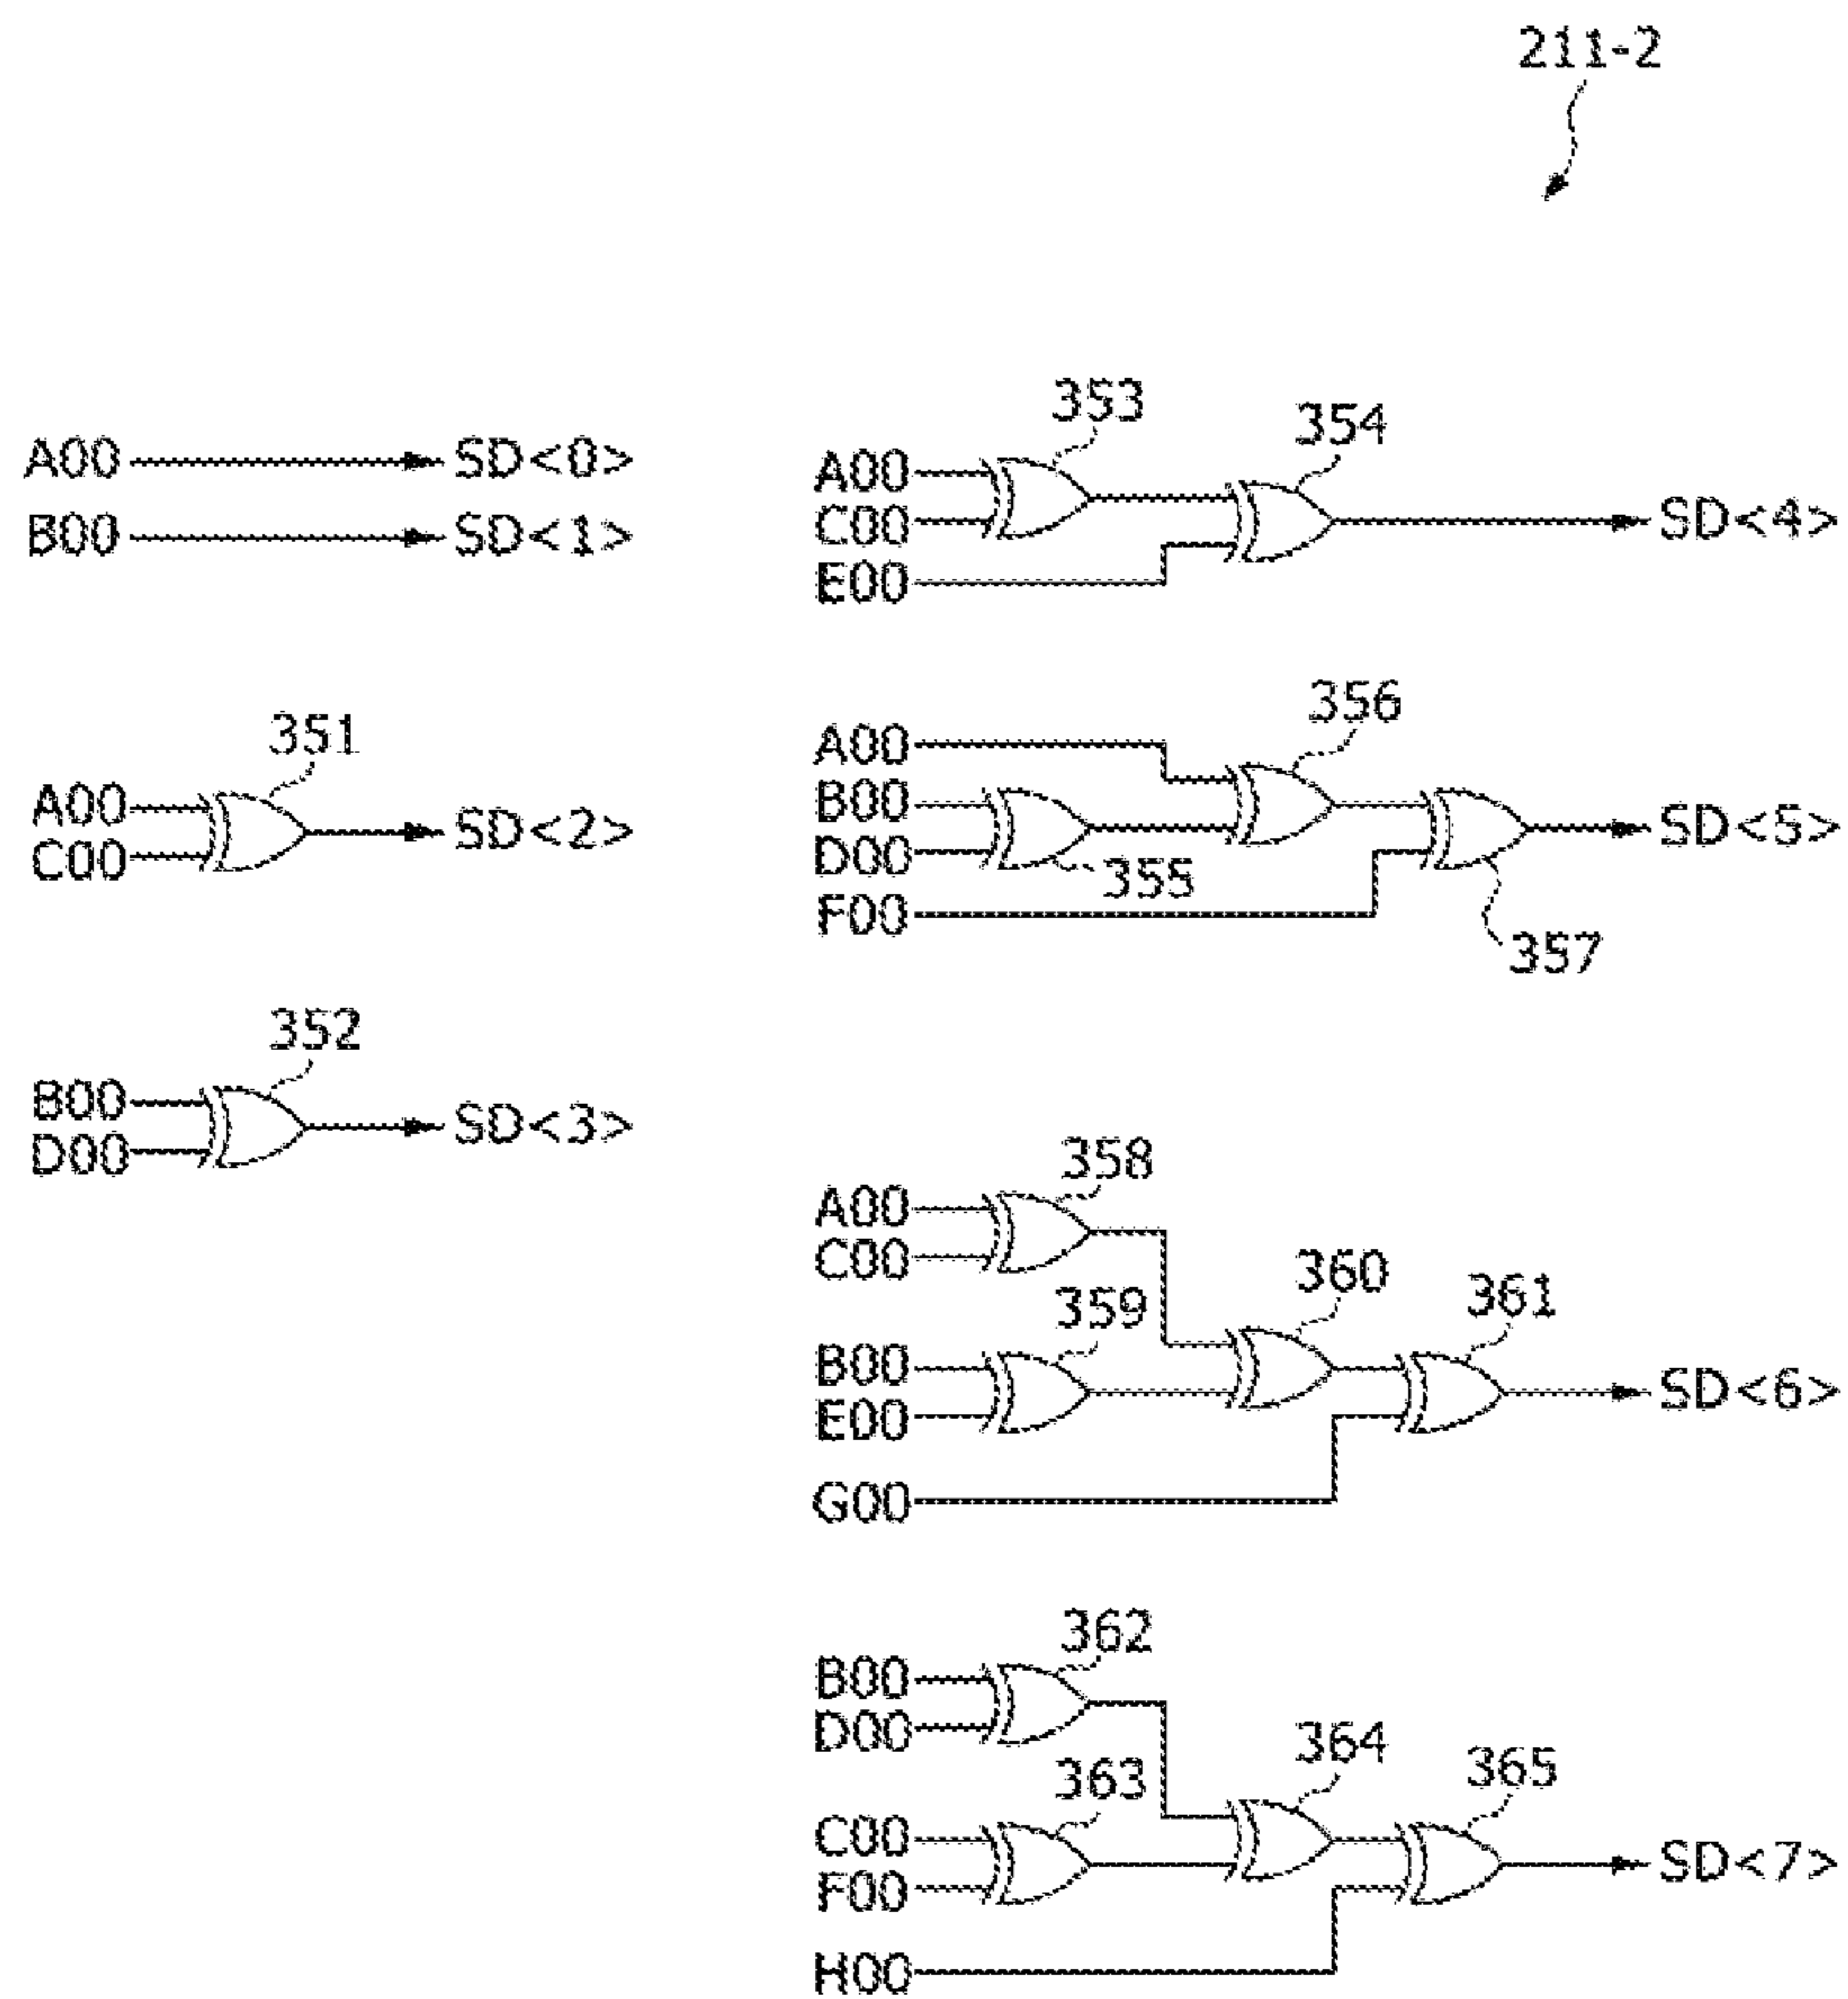 211-2
A00 SD<0>
B00 SD<1>
351
A00
C00
SD<2>
352
B00
D00
SD<3>
353
354
A00
C00
E00
SD<4>
356
A00
B00
D00
F00
355
357
SD<5>
358
A00
C00
359
360
361
B00
E00
G00
SD<6>
362
B00
D00
363
364
365
C00
F00
H00
SD<7>